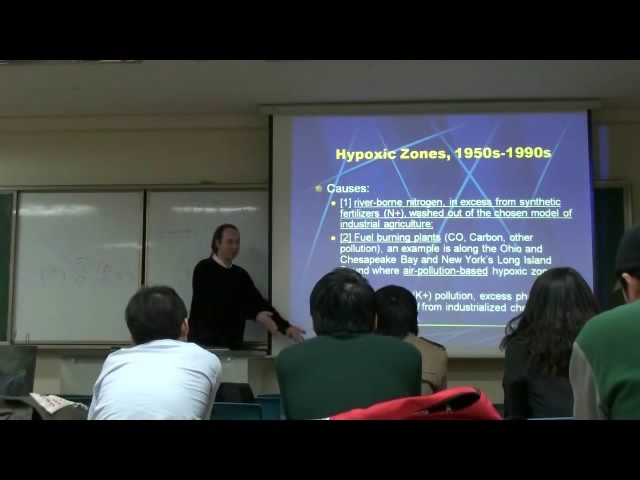 Hypoxic Zones, 1950s-1990s
Causes:
[1] river-borne nitrogen, in excess from synthetic
fertilizers (N+), washed out of the chosen model of
industrial agriculture;
[2] Fuel burning plants (CO, Carbon, other
pollution), an example is along the Ohio and
Chesapeake Bay and New York's Long Island
where air-pollution-based hypoxic
(K+) pollution, excess
from industrialized